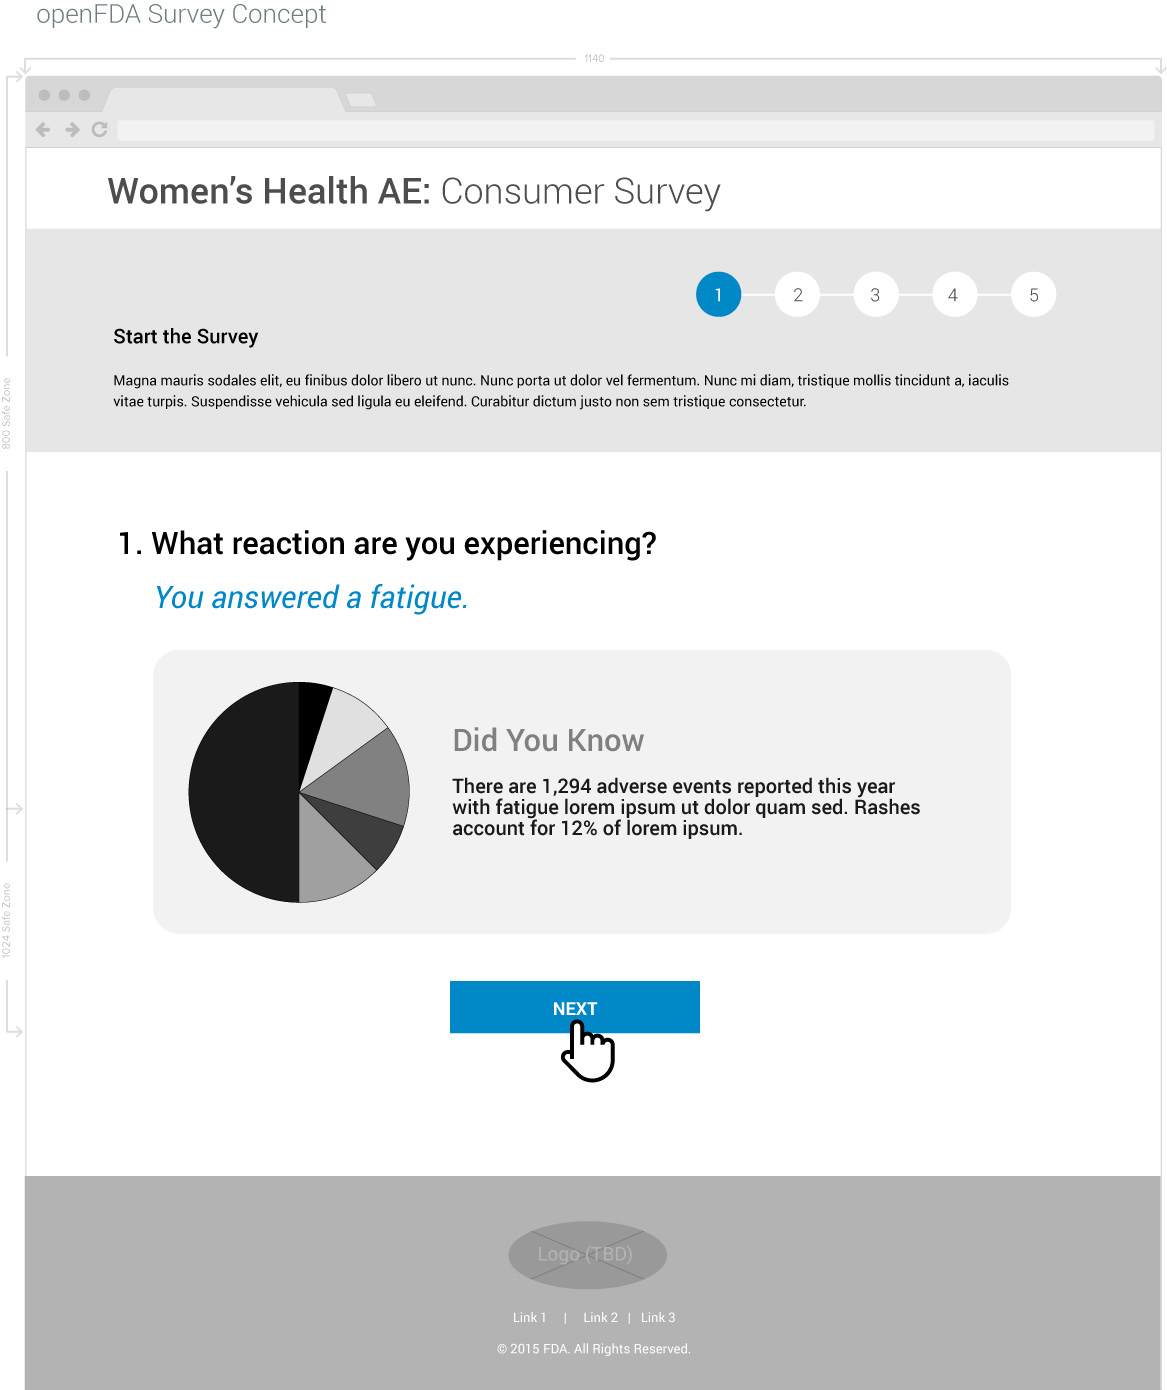 openFDA Survey Concept
1140
Women's Health AE: Consumer Survey
1 2 3 4 5
Start the Survey
Magna mauris sodales elit, eu finibus dolor libero ut nunc. Nunc porta ut dolor vel fermentum. Nunc mi diam, tristique mollis tincidunt a, iaculis
vitae turpis. Suspendisse vehicula sed ligula eu eleifend. Curabitur dictum justo non sem tristique consectetur.
800 Safe Zone
1. What reaction are you experiencing?
You answered a fatigue.
Did You Know
There are 1,294 adverse events reported this year
with fatigue lorem ipsum ut dolor quam sed. Rashes
account for 12% of lorem ipsum.
1024 Safe Zone
NEXT
Logo (TBD)
Link 1 | Link 2 | Link 3
© 2015 FDA. All Rights Reserved.